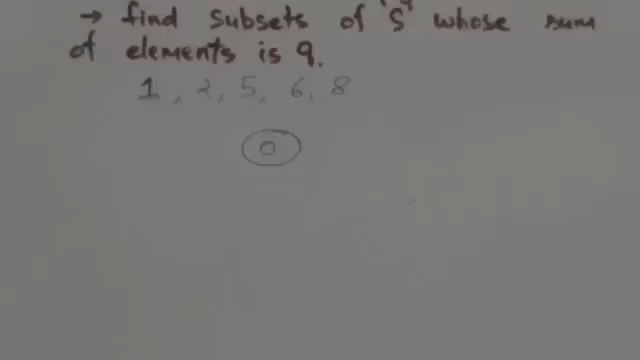 → find subsets of 'S' whose sum
of elements is 9.
1, 2, 5, 6, 8
0